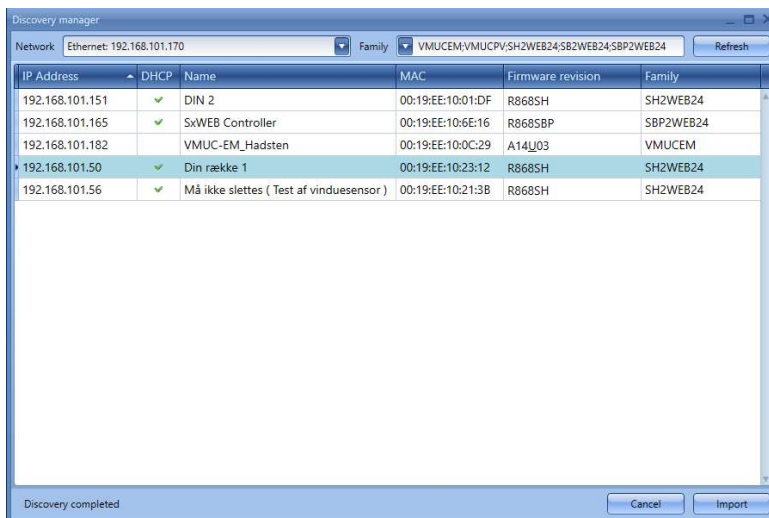 Discovery manager
Network Ethernet: 192.168.101.170 Family VMUCEM;VMUCPV;SH2WEB24;SB2WEB24;SBP2WEB24 Refresh
IP Address DHCP Name MAC Firmware revision Family
192.168.101.151 DIN 2 00:19:EE:10:01:DF R868SH SH2WEB24
192.168.101.165 SxWEB Controller 00:19:EE:10:6E:16 R868SBP SBP2WEB24
192.168.101.182 VMUC-EM_Hadsten 00:19:EE:10:0C:29 A14U03 VMUCEM
192.168.101.50 Din række 1 00:19:EE:10:23:12 R868SH SH2WEB24
192.168.101.56 Må ikke slettes ( Test af vinduesensor ) 00:19:EE:10:21:3B R868SH SH2WEB24
Discovery completed Cancel Import